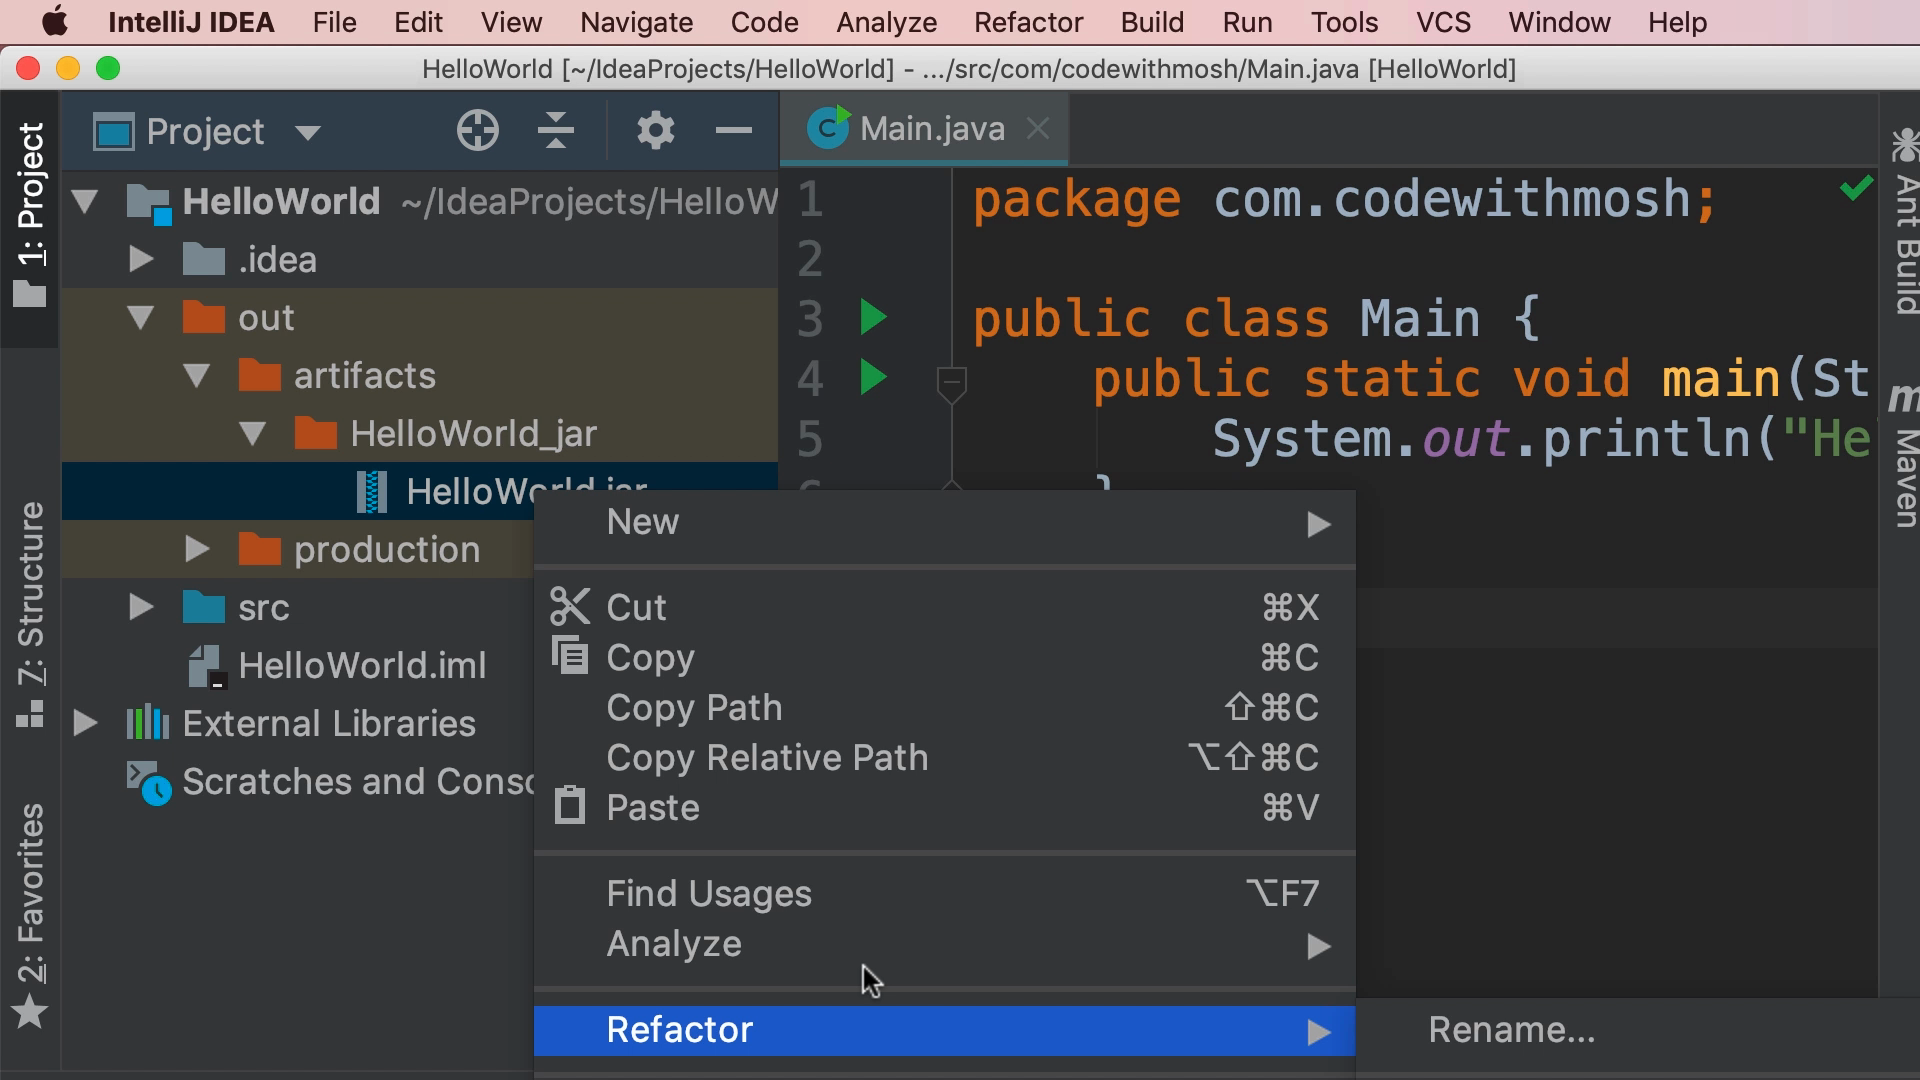 IntelliJ IDEA File Edit View Navigate Code Analyze Refactor Build Run Tools VCS Window Help
HelloWorld [~/IdeaProjects/HelloWorld] - .../src/com/codewithmosh/Main.java [HelloWorld]
1: Project
7: Structure
2: Favorites
Project
HelloWorld ~/IdeaProjects/HelloW
.idea
out
artifacts
HelloWorld_jar
HelloWorld.jar
production
src
HelloWorld.iml
External Libraries
Scratches and Conso
Main.java
1 package com.codewithmosh;
2
3 public class Main {
4 public static void main(St
5 System.out.println("He
6 }
New
Cut ⌘X
Copy ⌘C
Copy Path ⇧⌘C
Copy Relative Path ⌥⇧⌘C
Paste ⌘V
Find Usages ⌥F7
Analyze
Refactor
Rename...
Ant Build
m Maven